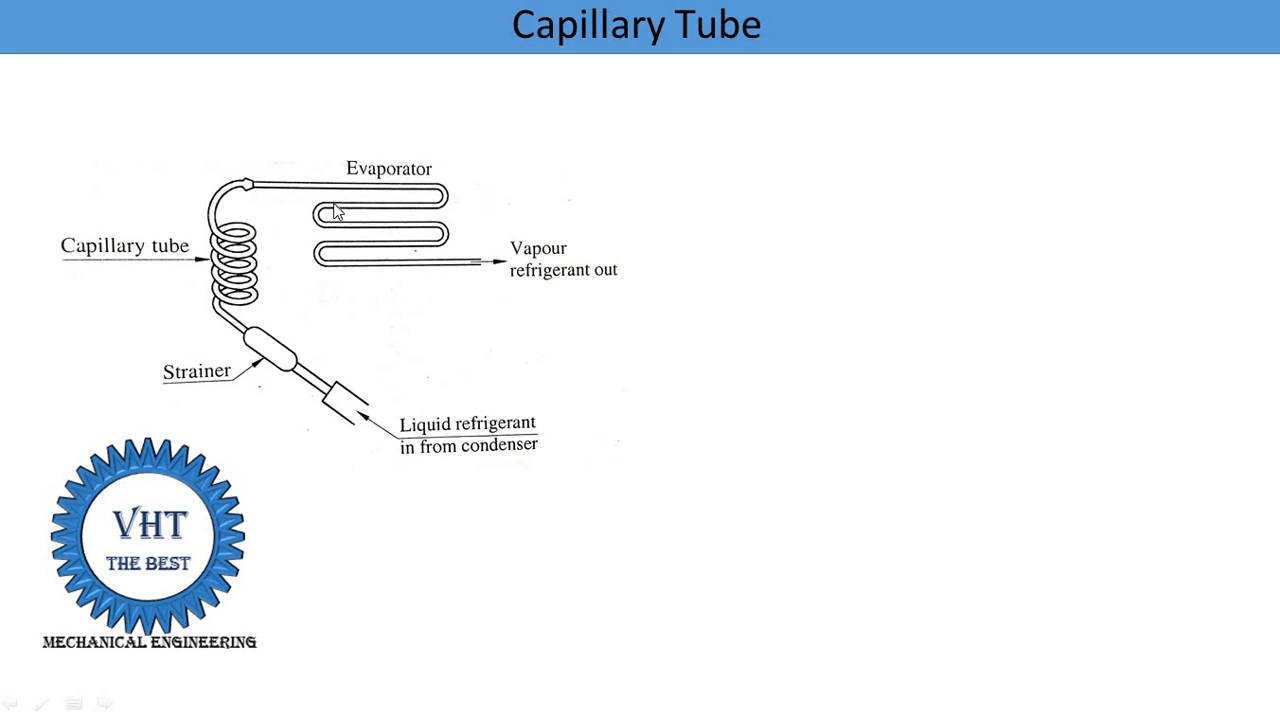 Capillary Tube
Evaporator
Capillary tube
Vapour
refrigerant out
Strainer
Liquid refrigerant
in from condenser
VHT
THE BEST
MECHANICAL ENGINEERING